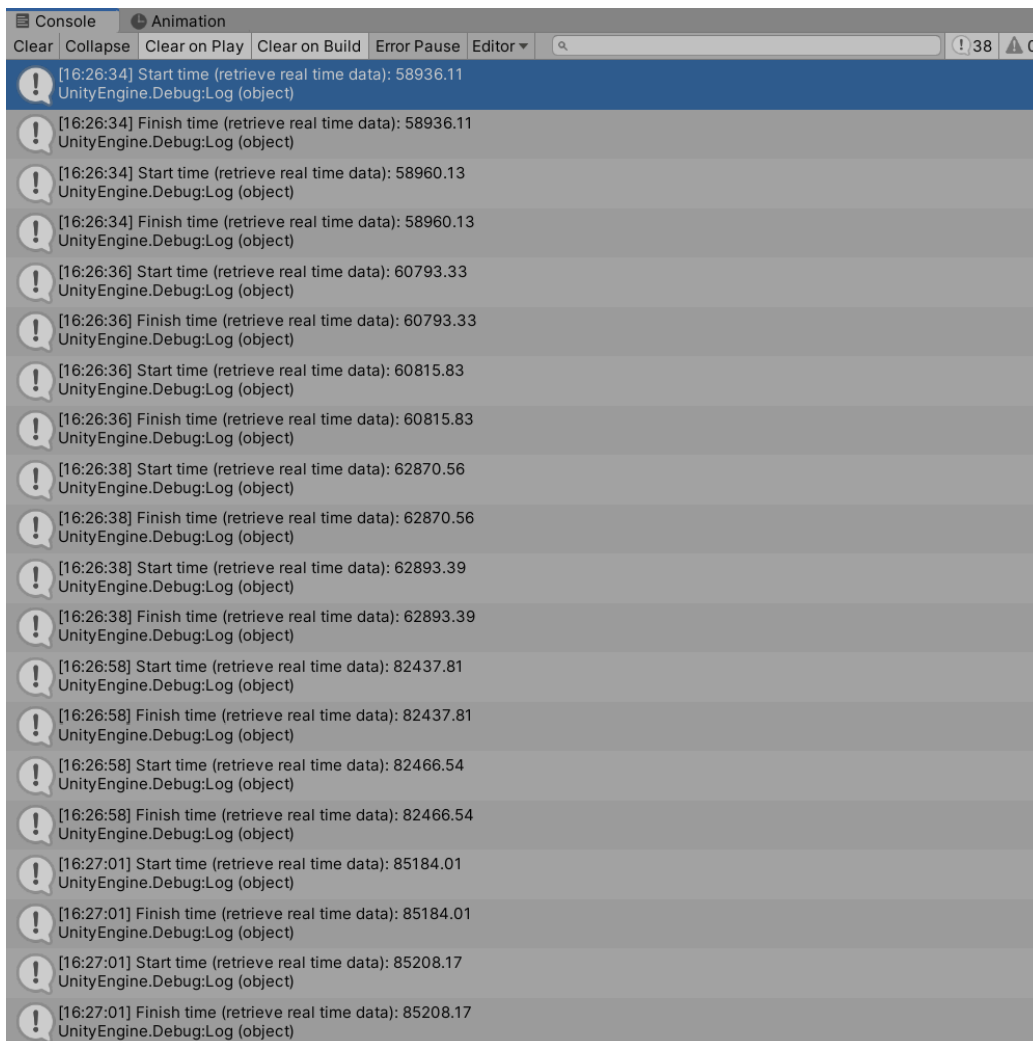 Console Animation
Clear Collapse Clear on Play Clear on Build Error Pause Editor 38 0
[16:26:34] Start time (retrieve real time data): 58936.11
UnityEngine.Debug:Log (object)
[16:26:34] Finish time (retrieve real time data): 58936.11
UnityEngine.Debug:Log (object)
[16:26:34] Start time (retrieve real time data): 58960.13
UnityEngine.Debug:Log (object)
[16:26:34] Finish time (retrieve real time data): 58960.13
UnityEngine.Debug:Log (object)
[16:26:36] Start time (retrieve real time data): 60793.33
UnityEngine.Debug:Log (object)
[16:26:36] Finish time (retrieve real time data): 60793.33
UnityEngine.Debug:Log (object)
[16:26:36] Start time (retrieve real time data): 60815.83
UnityEngine.Debug:Log (object)
[16:26:36] Finish time (retrieve real time data): 60815.83
UnityEngine.Debug:Log (object)
[16:26:38] Start time (retrieve real time data): 62870.56
UnityEngine.Debug:Log (object)
[16:26:38] Finish time (retrieve real time data): 62870.56
UnityEngine.Debug:Log (object)
[16:26:38] Start time (retrieve real time data): 62893.39
UnityEngine.Debug:Log (object)
[16:26:38] Finish time (retrieve real time data): 62893.39
UnityEngine.Debug:Log (object)
[16:26:58] Start time (retrieve real time data): 82437.81
UnityEngine.Debug:Log (object)
[16:26:58] Finish time (retrieve real time data): 82437.81
UnityEngine.Debug:Log (object)
[16:26:58] Start time (retrieve real time data): 82466.54
UnityEngine.Debug:Log (object)
[16:26:58] Finish time (retrieve real time data): 82466.54
UnityEngine.Debug:Log (object)
[16:27:01] Start time (retrieve real time data): 85184.01
UnityEngine.Debug:Log (object)
[16:27:01] Finish time (retrieve real time data): 85184.01
UnityEngine.Debug:Log (object)
[16:27:01] Start time (retrieve real time data): 85208.17
UnityEngine.Debug:Log (object)
[16:27:01] Finish time (retrieve real time data): 85208.17
UnityEngine.Debug:Log (object)